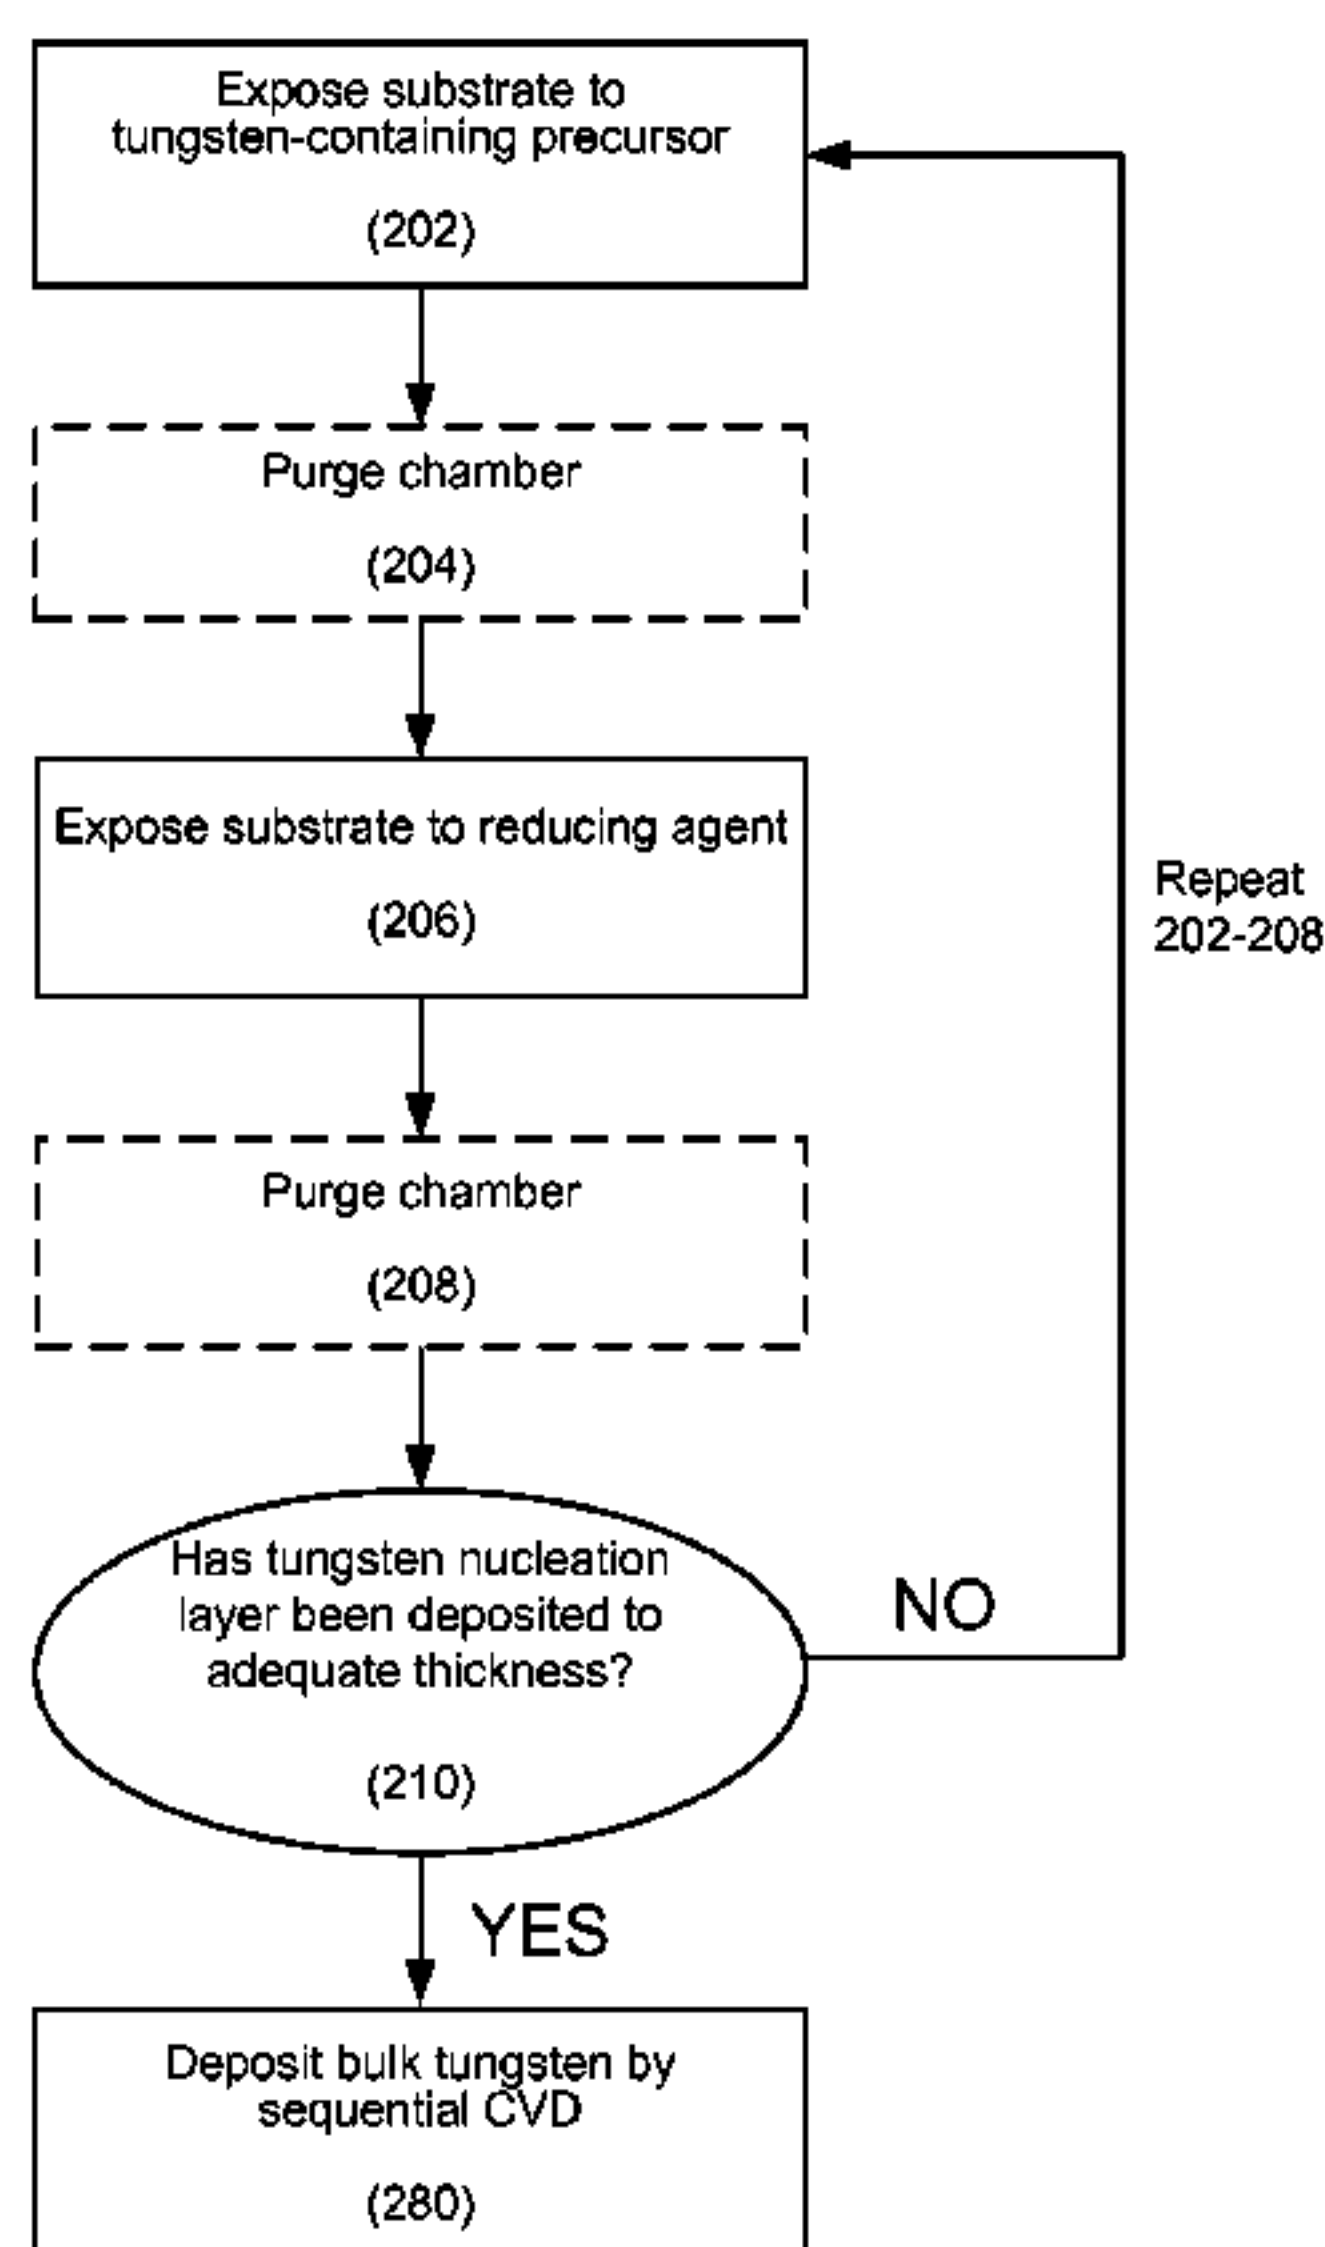 Expose substrate to
tungsten-containing precursor
(202)
Purge chamber
(204)
Expose substrate to reducing agent
(206)
Repeat
202-208
Purge chamber
(208)
Has tungsten nucleation
layer been deposited to
adequate thickness?
(210)
NO
YES
Deposit bulk tungsten by
sequential CVD
(280)